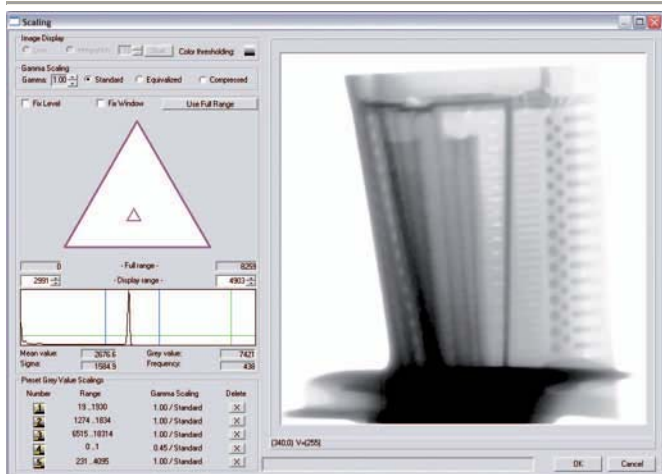 Scaling
Image Display
Color thresholding:
Gamma Scaling
Gamma: 1.00 Standard Equivalized Compressed
Fix Level Fix Window Use Full Range
0 - Full range - 8259
2991 - Display range - 4903
Mean value: 2676.6 Grey value: 7421
Sigma: 1584.9 Frequency: 436
Preset Grey Value Scalings
Number Range Gamma Scaling Delete
1 19 ..1930 1.00 / Standard X
2 1274 ..1834 1.00 / Standard X
3 6515 ..18314 1.00 / Standard X
4 0 ..1 0.45 / Standard X
5 231 ..4095 1.00 / Standard X
(340,0) V=(255)
OK Cancel